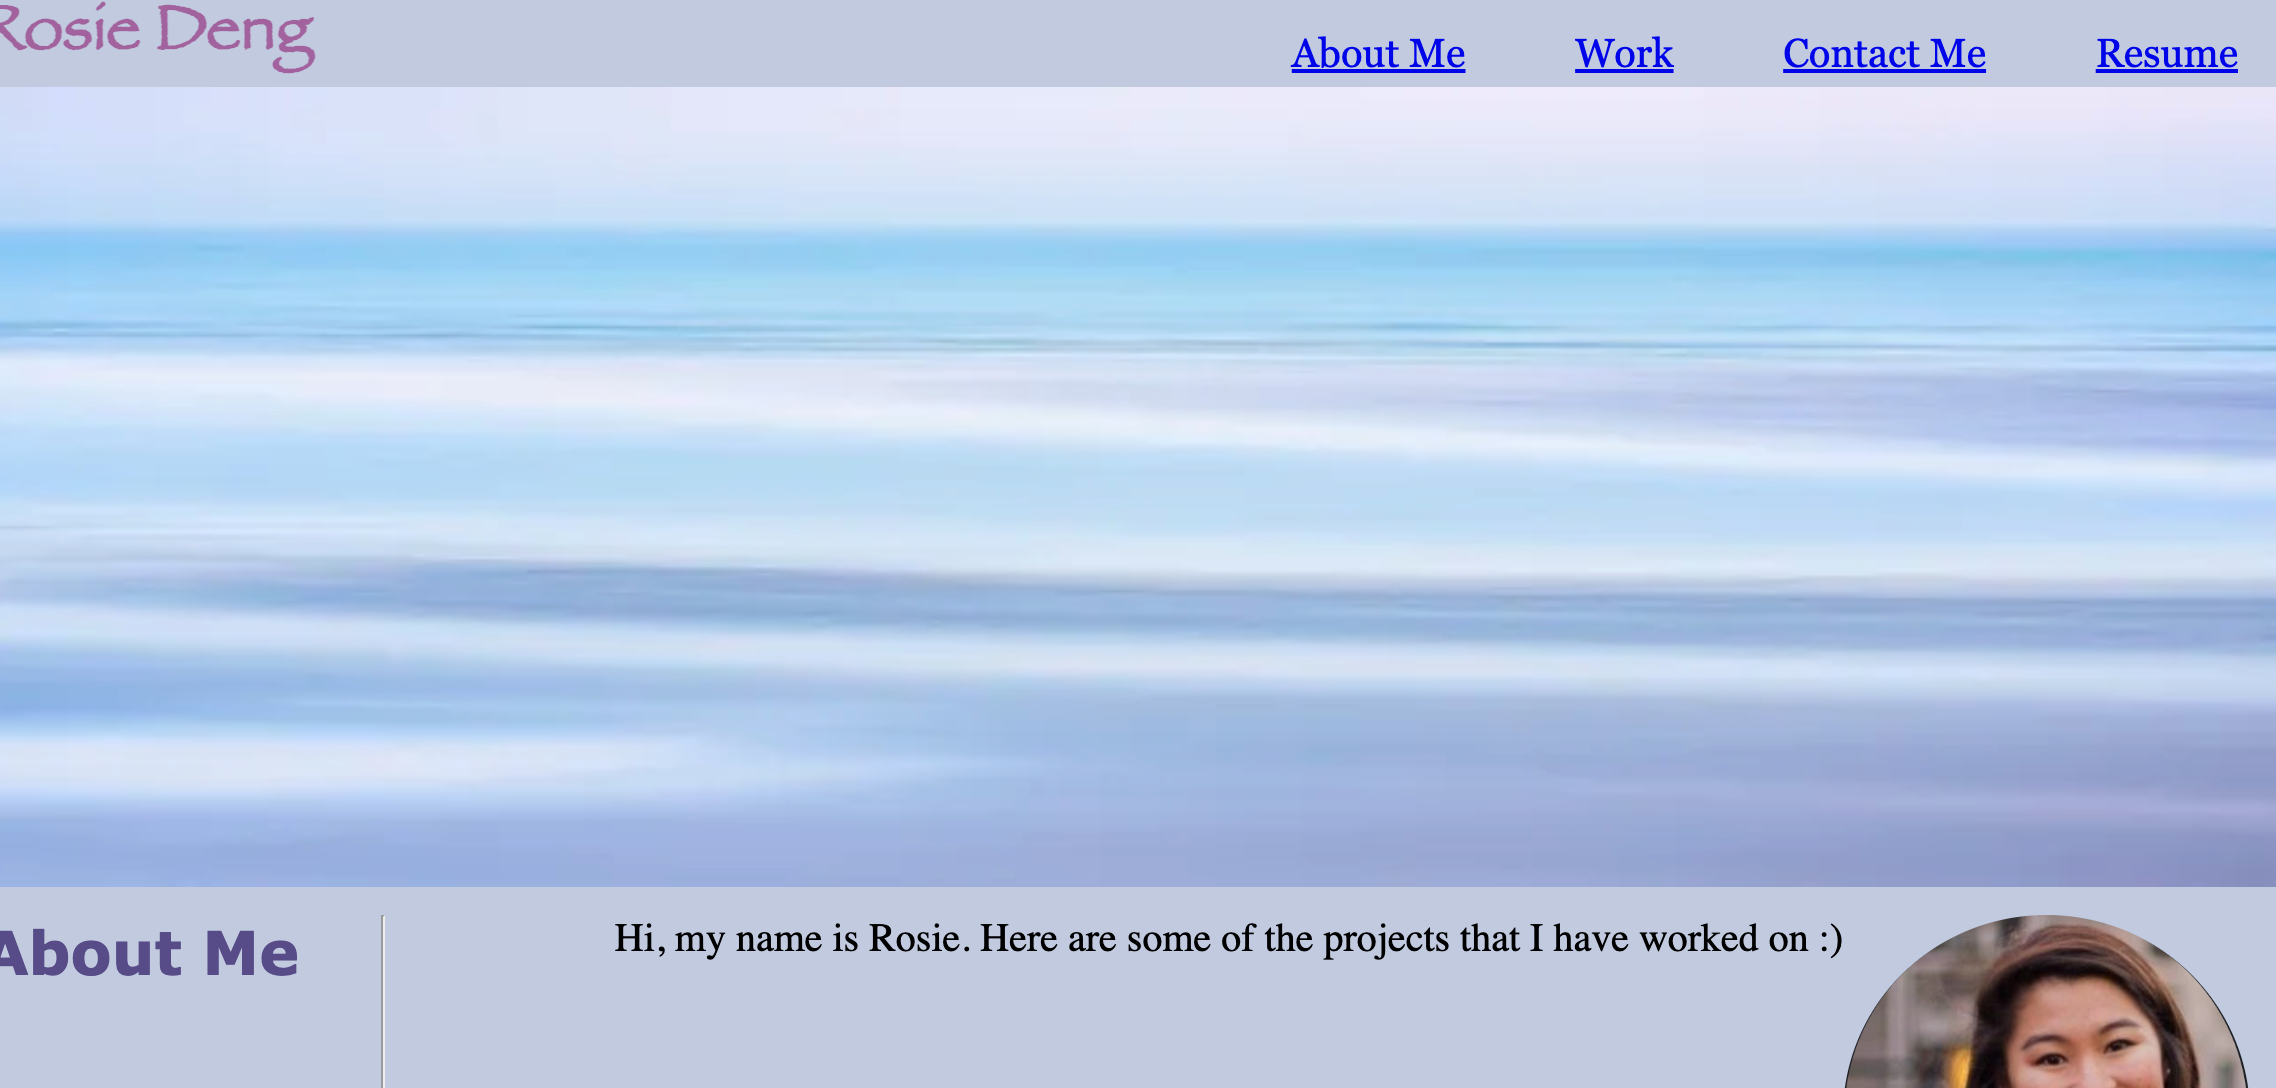 Rosie Deng
About Me Work Contact Me Resume
About Me
Hi, my name is Rosie. Here are some of the projects that I have worked on :)